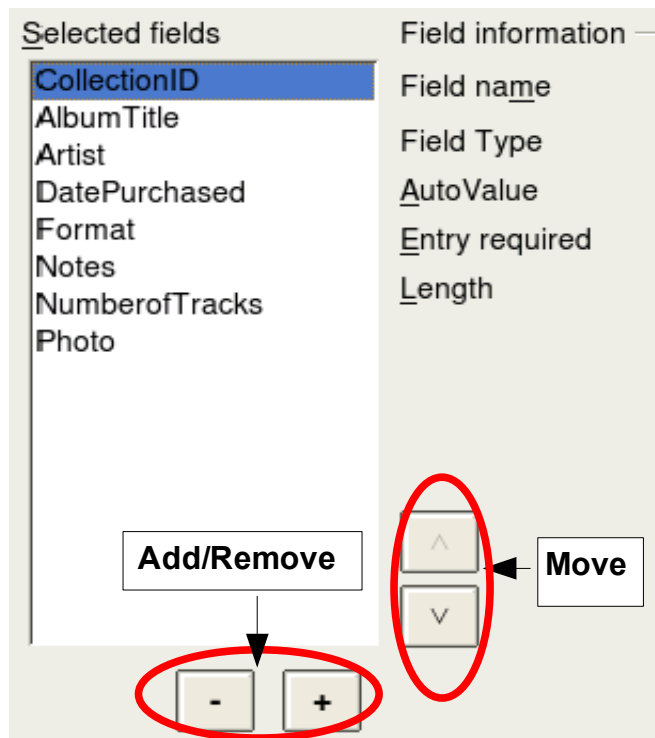 Selected fields
CollectionID
AlbumTitle
Artist
DatePurchased
Format
Notes
NumberofTracks
Photo
Field information
Field name
Field Type
AutoValue
Entry required
Length
^
v
Move
Add/Remove
- +